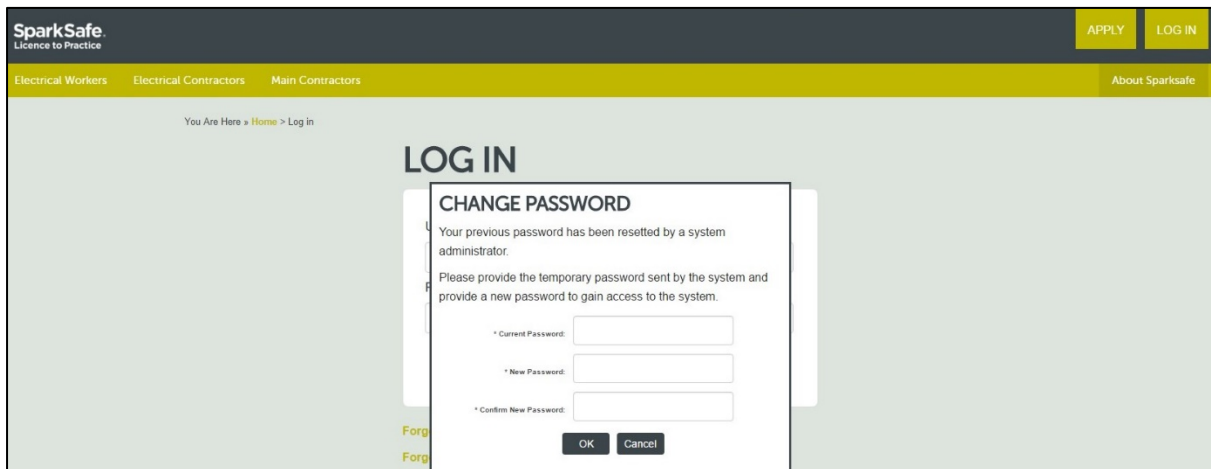 SparkSafe.
Licence to Practice
APPLY
LOG IN
Electrical Workers
Electrical Contractors
Main Contractors
About Sparksafe
You Are Here » Home > Log in
LOG IN
CHANGE PASSWORD
Your previous password has been resetted by a system
administrator.
Please provide the temporary password sent by the system and
provide a new password to gain access to the system.
* Current Password:
* New Password:
* Confirm New Password:
OK
Cancel